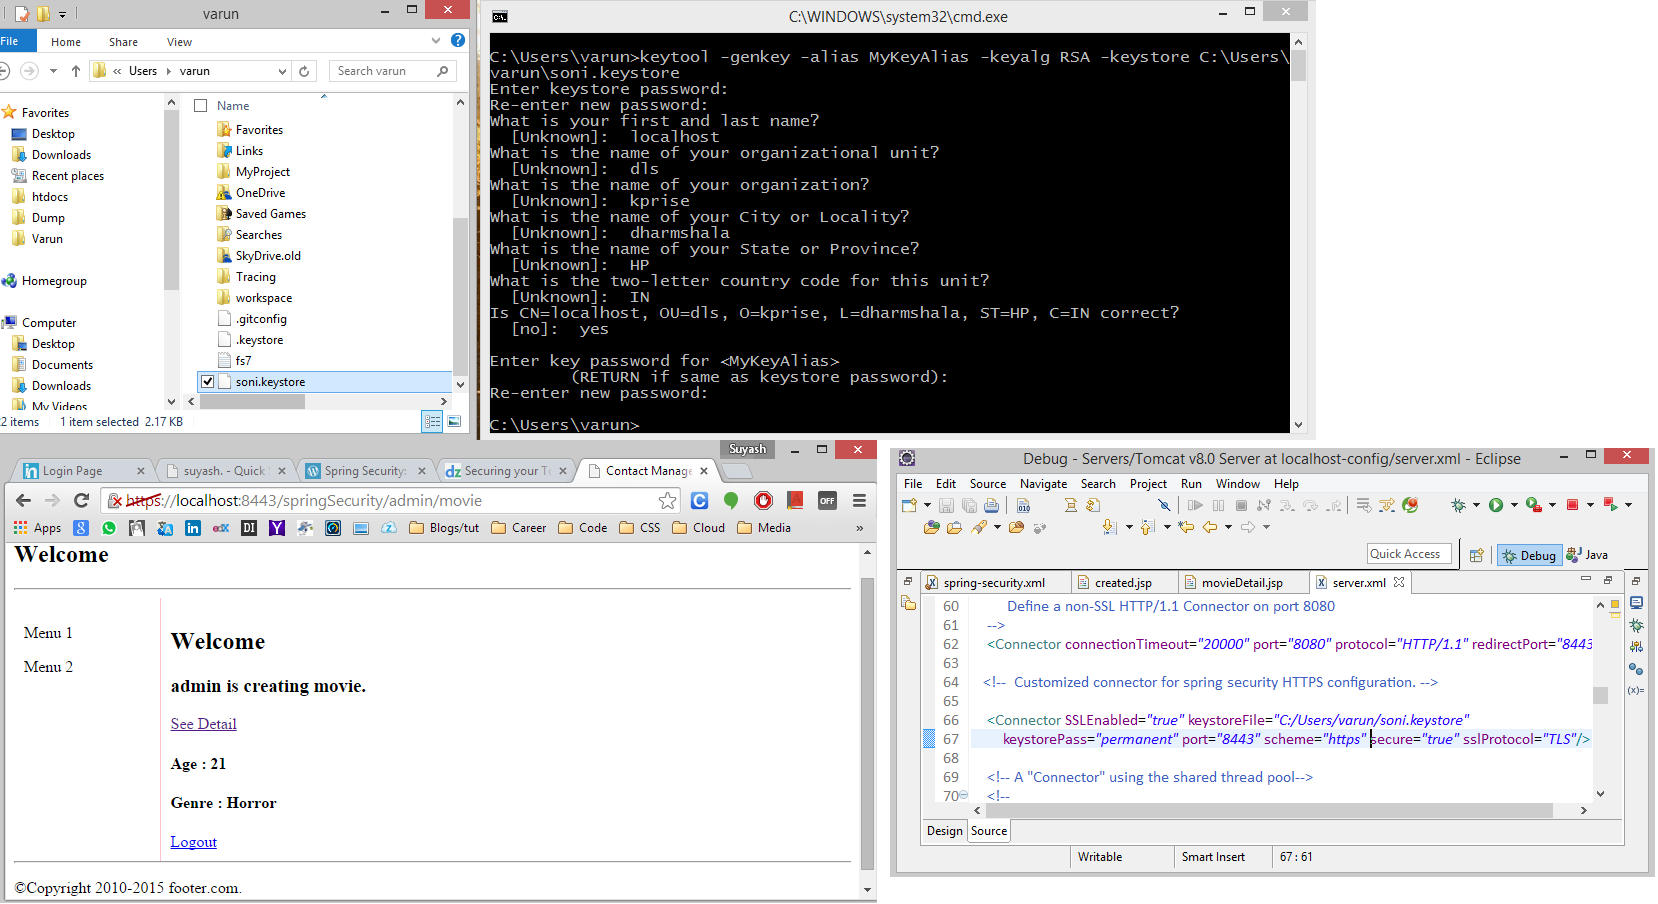 varun
File Home Share View
« Users varun
Search varun
Favorites
Desktop
Downloads
Recent places
htdocs
Dump
Varun
Homegroup
Computer
Desktop
Documents
Downloads
My Videos
Name
Favorites
Links
MyProject
OneDrive
Saved Games
Searches
SkyDrive.old
Tracing
workspace
.gitconfig
.keystore
fs7
soni.keystore
2 items 1 item selected 2.17 KB
C:\WINDOWS\system32\cmd.exe
C:\Users\varun>keytool -genkey -alias MyKeyAlias -keyalg RSA -keystore C:\Users\
varun\soni.keystore
Enter keystore password:
Re-enter new password:
What is your first and last name?
[Unknown]: localhost
What is the name of your organizational unit?
[Unknown]: dls
What is the name of your organization?
[Unknown]: kprise
What is the name of your City or Locality?
[Unknown]: dharmshala
What is the name of your State or Province?
[Unknown]: HP
What is the two-letter country code for this unit?
[Unknown]: IN
Is CN=localhost, OU=dls, O=kprise, L=dharmshala, ST=HP, C=IN correct?
[no]: yes
Enter key password for <MyKeyAlias>
(RETURN if same as keystore password):
Re-enter new password:
C:\Users\varun>
Suyash
Login Page
suyash. - Quick
Spring Security:
Securing your T
Contact Manage
https://localhost:8443/springSecurity/admin/movie
OFF
Apps Blogs/tut Career Code CSS Cloud Media »
Welcome
Menu 1
Menu 2
Welcome
admin is creating movie.
See Detail
Age : 21
Genre : Horror
Logout
©Copyright 2010-2015 footer.com.
Debug - Servers/Tomcat v8.0 Server at localhost-config/server.xml - Eclipse
File Edit Source Navigate Search Project Run Window Help
Quick Access
Debug
Java
spring-security.xml created.jsp movieDetail.jsp server.xml
60 Define a non-SSL HTTP/1.1 Connector on port 8080
61 -->
62 <Connector connectionTimeout="20000" port="8080" protocol="HTTP/1.1" redirectPort="8443
63
64 <!-- Customized connector for spring security HTTPS configuration. -->
65
66 <Connector SSLEnabled="true" keystoreFile="C:/Users/varun/soni.keystore"
67 keystorePass="permanent" port="8443" scheme="https" secure="true" sslProtocol="TLS"/>
68
69 <!-- A "Connector" using the shared thread pool-->
70 <!--
Design Source
Writable Smart Insert 67 : 61